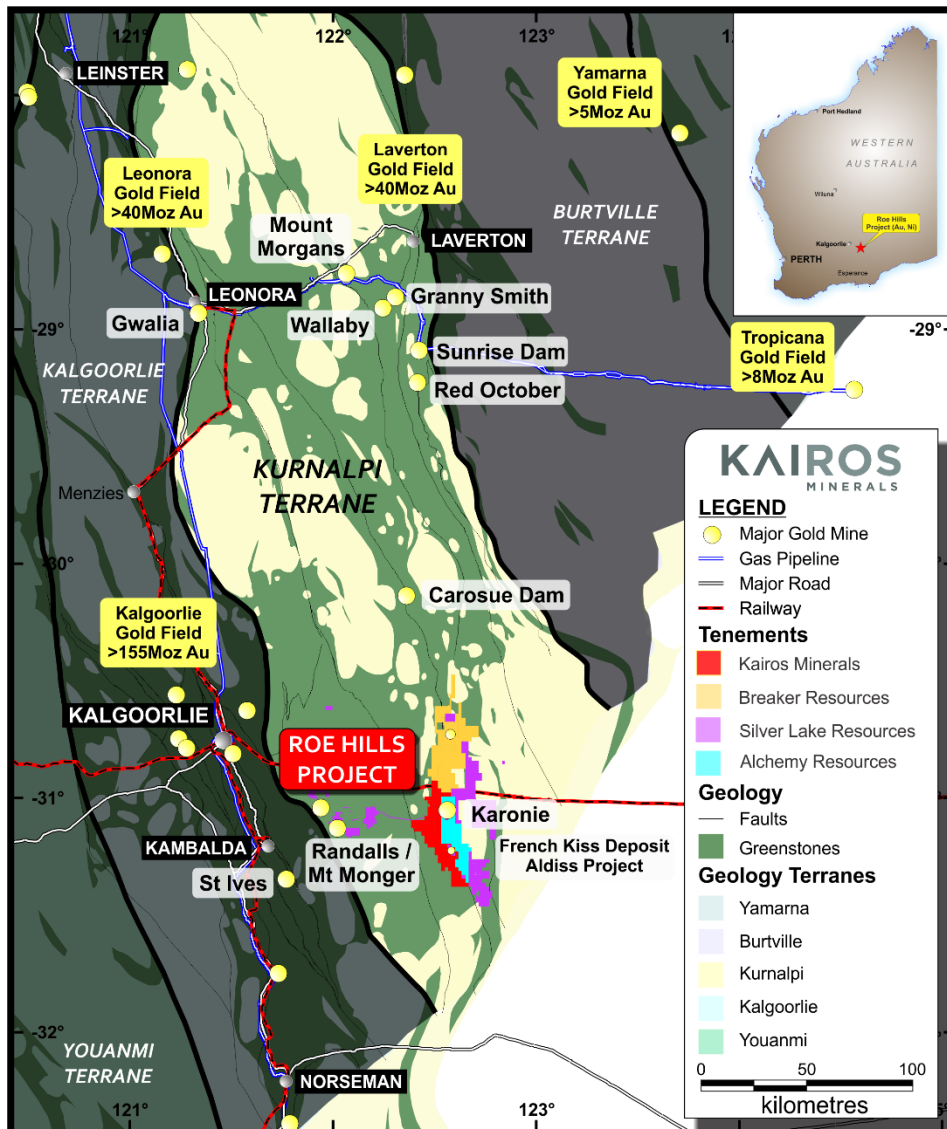 121°
122°
123°
LEINSTER
Yamarna
Gold Field
>5Moz Au
Port Hedland
WESTERN
AUSTRALIA
Wiluna
Roe Hills
Project (Au, Ni)
Kalgoorlie
PERTH
Esperance
Leonora
Gold Field
>40Moz Au
Laverton
Gold Field
>40Moz Au
BURTVILLE
TERRANE
Mount
Morgans
LAVERTON
LEONORA
Granny Smith
Gwalia
Wallaby
-29°
-29°
Sunrise Dam
Tropicana
Gold Field
>8Moz Au
KALGOORLIE
TERRANE
Red October
KURNALPI
TERRANE
Menzies
-30°
Carosue Dam
Kalgoorlie
Gold Field
>155Moz Au
KALGOORLIE
ROE HILLS
PROJECT
-31°
Karonie
KAMBALDA
Randalls /
Mt Monger
French Kiss Deposit
Aldiss Project
St Ives
-32°
YOUANMI
TERRANE
NORSEMAN
121°
123°
KAIROS
MINERALS
LEGEND
Major Gold Mine
Gas Pipeline
Major Road
Railway
Tenements
Kairos Minerals
Breaker Resources
Silver Lake Resources
Alchemy Resources
Geology
Faults
Greenstones
Geology Terranes
Yamarna
Burtville
Kurnalpi
Kalgoorlie
Youanmi
0 50 100
kilometres